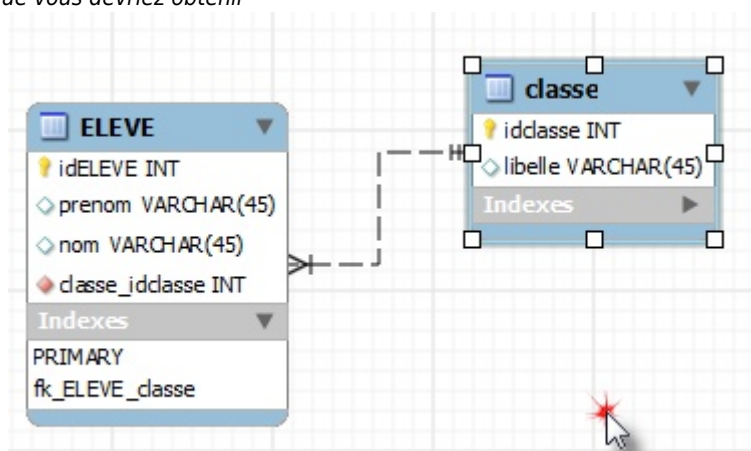 que vous devriez obtenir
ELEVE
idELEVE INT
prenom VARCHAR(45)
nom VARCHAR(45)
classe_idclasse INT
Indexes
PRIMARY
fk_ELEVE_classe
classe
idclasse INT
libelle VARCHAR(45)
Indexes